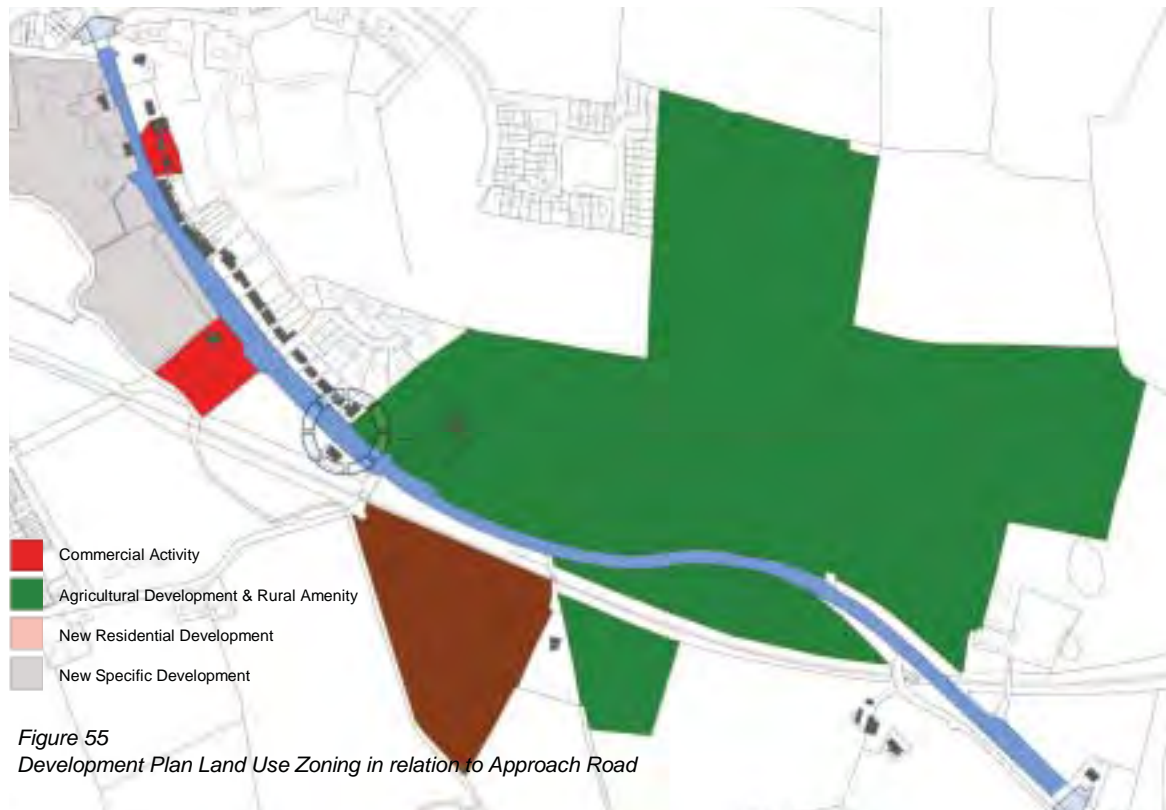 Commercial Activity
Agricultural Development & Rural Amenity
New Residential Development
New Specific Development
Figure 55
Development Plan Land Use Zoning in relation to Approach Road